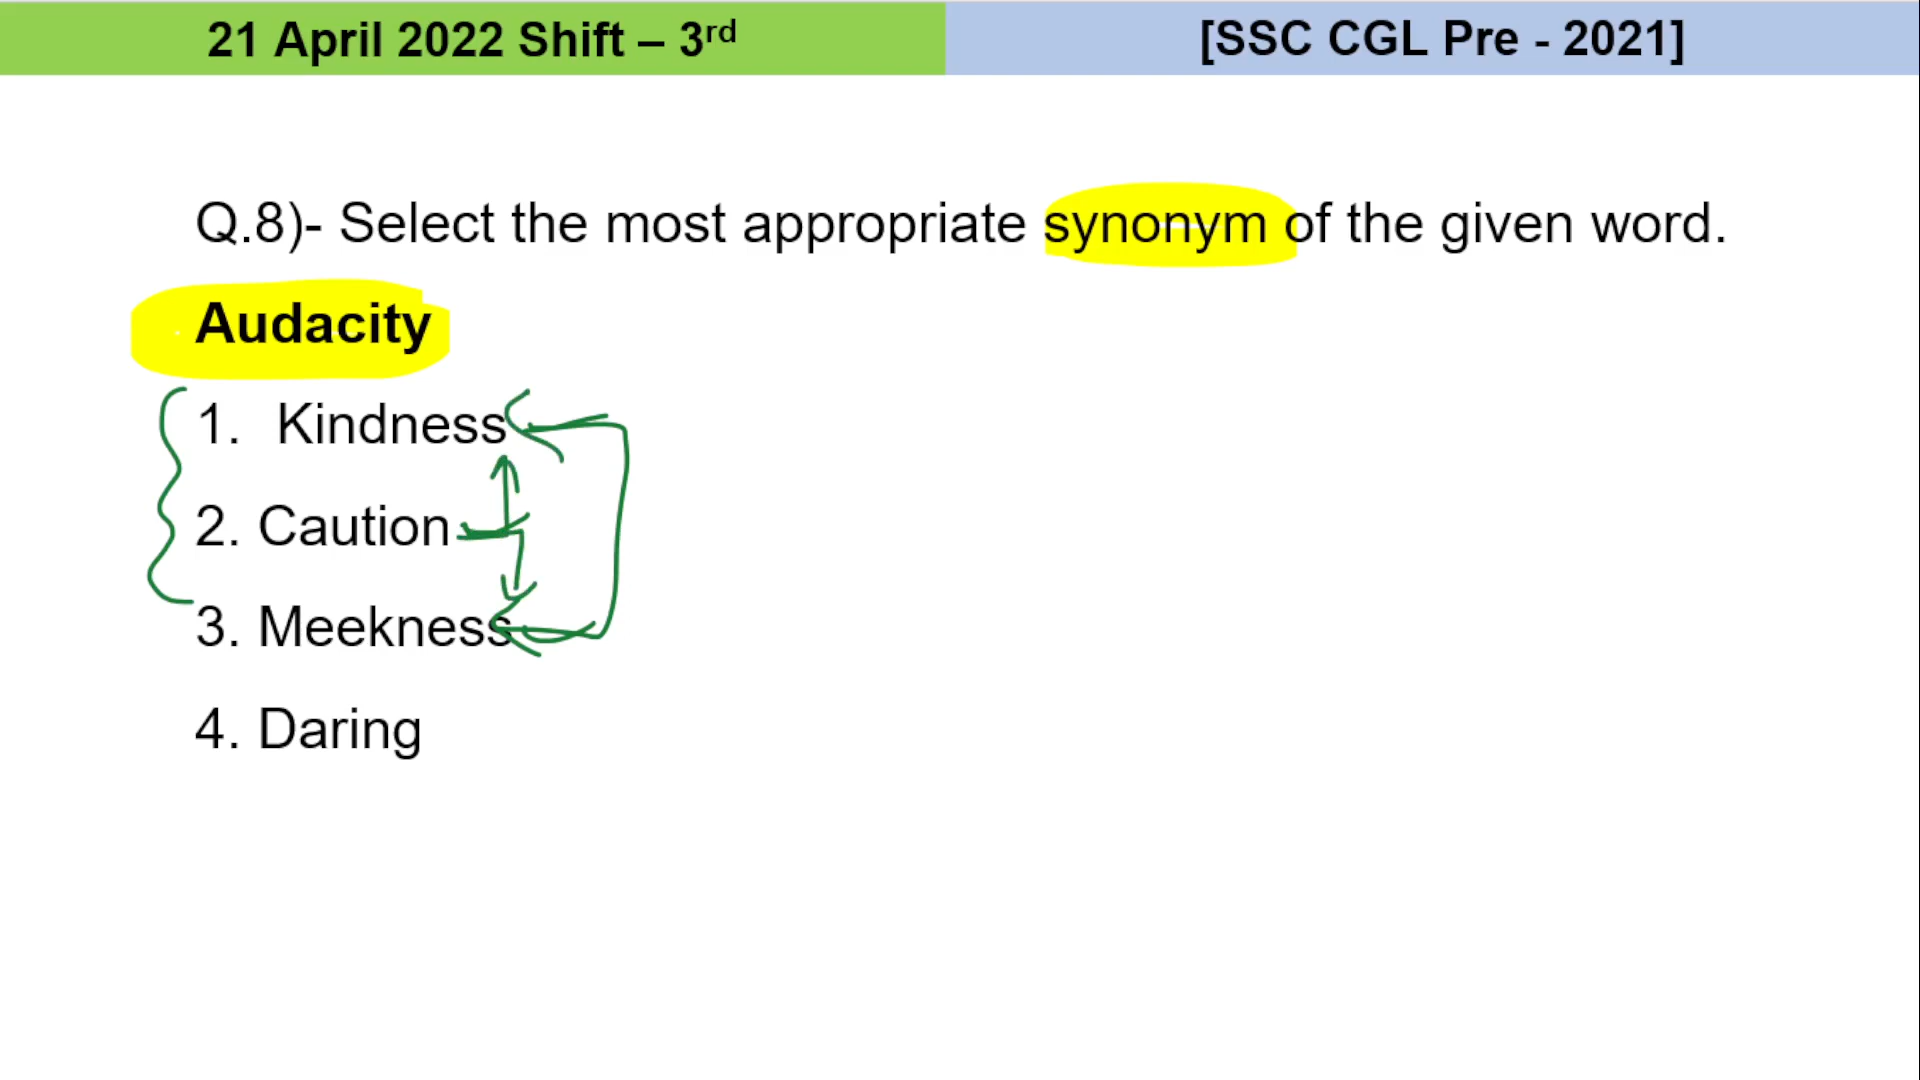 21 April 2022 Shift – 3rd
[SSC CGL Pre - 2021]
Q.8)- Select the most appropriate synonym of the given word.
Audacity
1. Kindness
2. Caution
3. Meekness
4. Daring